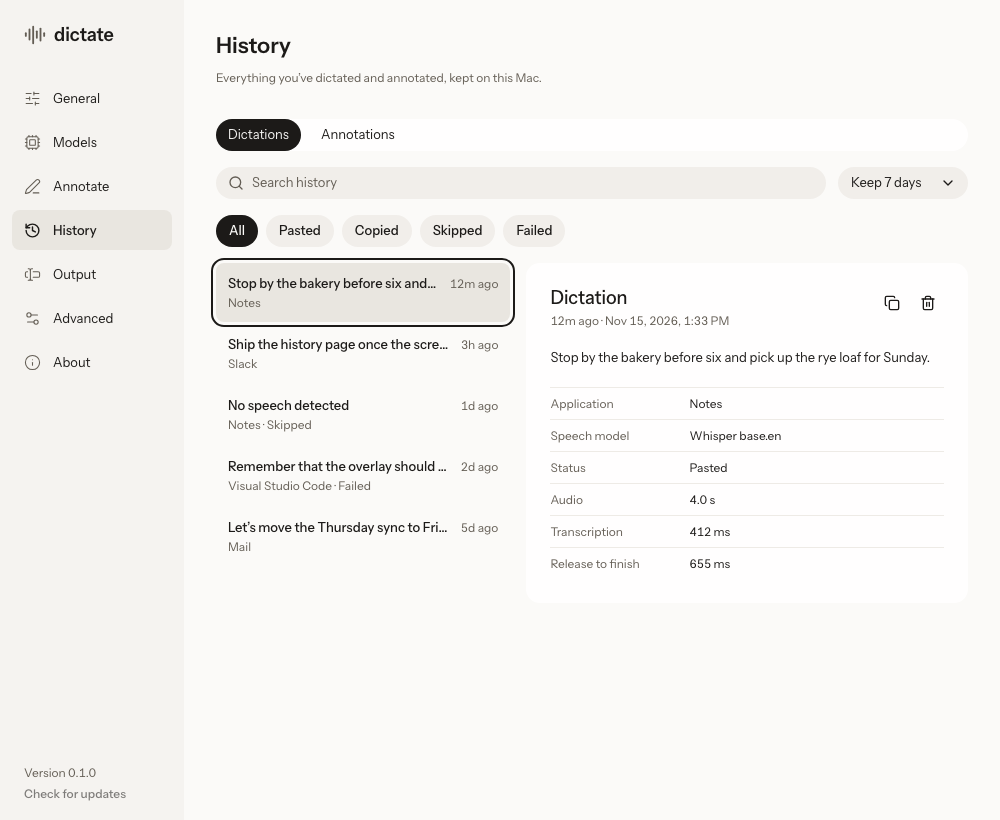 dictate
General
Models
Annotate
History
Output
Advanced
About
Version 0.1.0
Check for updates
History
Everything you've dictated and annotated, kept on this Mac.
Dictations
Annotations
Search history
Keep 7 days
All
Pasted
Copied
Skipped
Failed
Stop by the bakery before six and... 12m ago
Notes
Ship the history page once the scre... 3h ago
Slack
No speech detected 1d ago
Notes · Skipped
Remember that the overlay should ... 2d ago
Visual Studio Code · Failed
Let's move the Thursday sync to Fri... 5d ago
Mail
Dictation
12m ago · Nov 15, 2026, 1:33 PM
Stop by the bakery before six and pick up the rye loaf for Sunday.
Application Notes
Speech model Whisper base.en
Status Pasted
Audio 4.0 s
Transcription 412 ms
Release to finish 655 ms